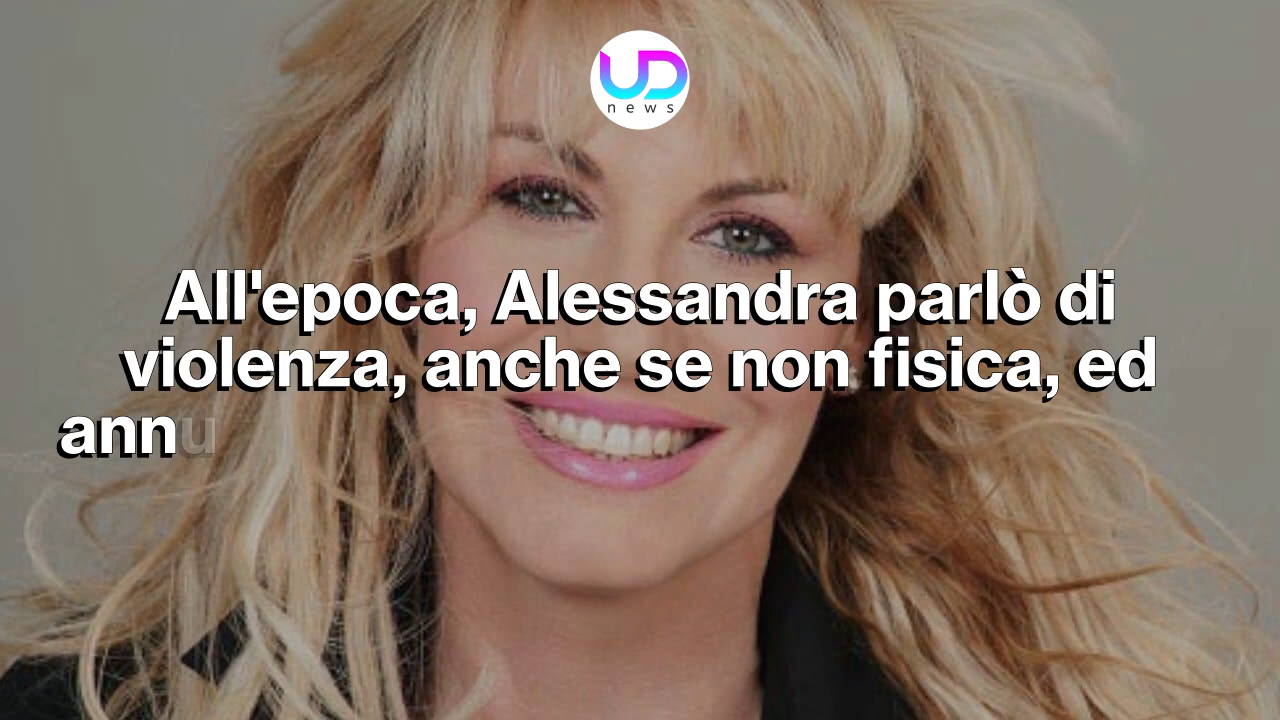 UD
news
All'epoca, Alessandra parlò di
violenza, anche se non fisica, ed
annu